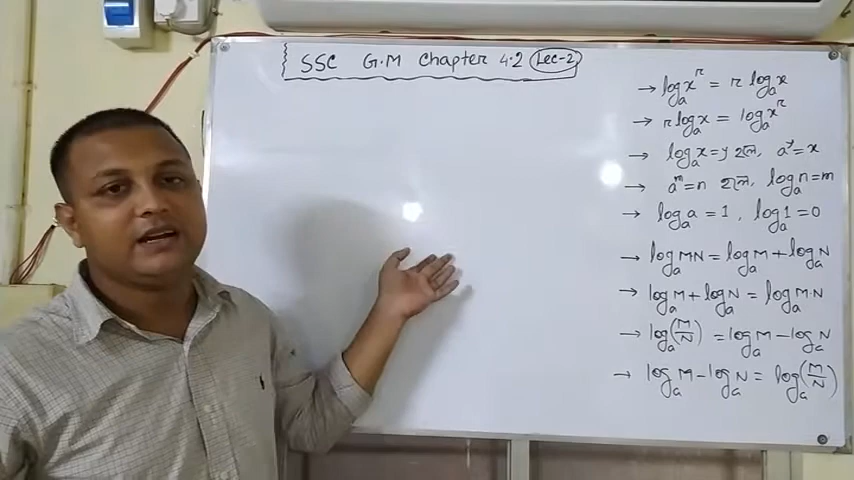 SSC G.M Chapter 4.2 Lec-2
→ logₐxʳ = r logₐx
→ r logₐx = logₐxʳ
→ logₐx = y হলে, aʸ = x
→ aᵐ = n হলে, logₐn = m
→ logₐa = 1, logₐ1 = 0
→ logₐMN = logₐM + logₐN
→ logₐM + logₐN = logₐM·N
→ logₐ(M/N) = logₐM - logₐN
→ logₐM - logₐN = logₐ(M/N)